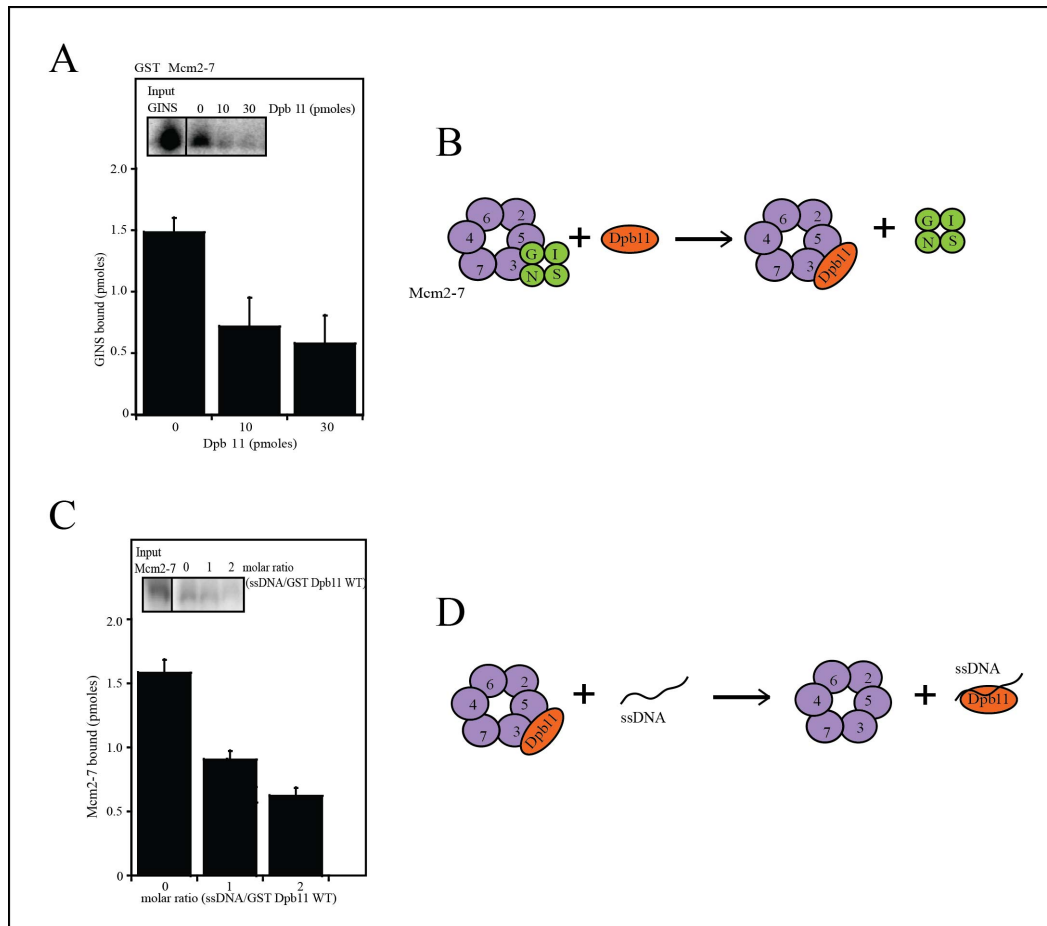 A
GST Mcm2-7
Input
GINS 0 10 30 Dpb 11 (pmoles)
2.0
1.5
1.0
0.5
0
GINS bound (pmoles)
0 10 30
Dpb 11 (pmoles)
B
6 2
4 5
7 3
G I
N S
Mcm2-7
+
Dpb11
6 2
4 5
7 3
Dpb11
+
G I
N S
C
Input
Mcm2-7 0 1 2 molar ratio
(ssDNA/GST Dpb11 WT)
2.0
1.5
1.0
0.5
0
Mcm2-7 bound (pmoles)
0 1 2
molar ratio (ssDNA/GST Dpb11 WT)
D
6 2
4 5
7 3
Dpb11
+
ssDNA
6 2
4 5
7 3
+
ssDNA
Dpb11